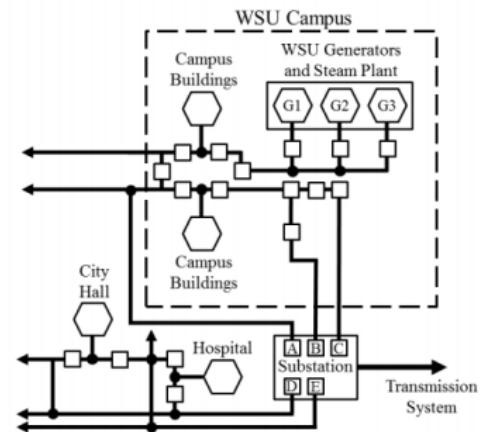 WSU Campus
Campus
Buildings
WSU Generators
and Steam Plant
G1 G2 G3
Campus
Buildings
City
Hall
Hospital
A B C
Substation
D E
Transmission
System